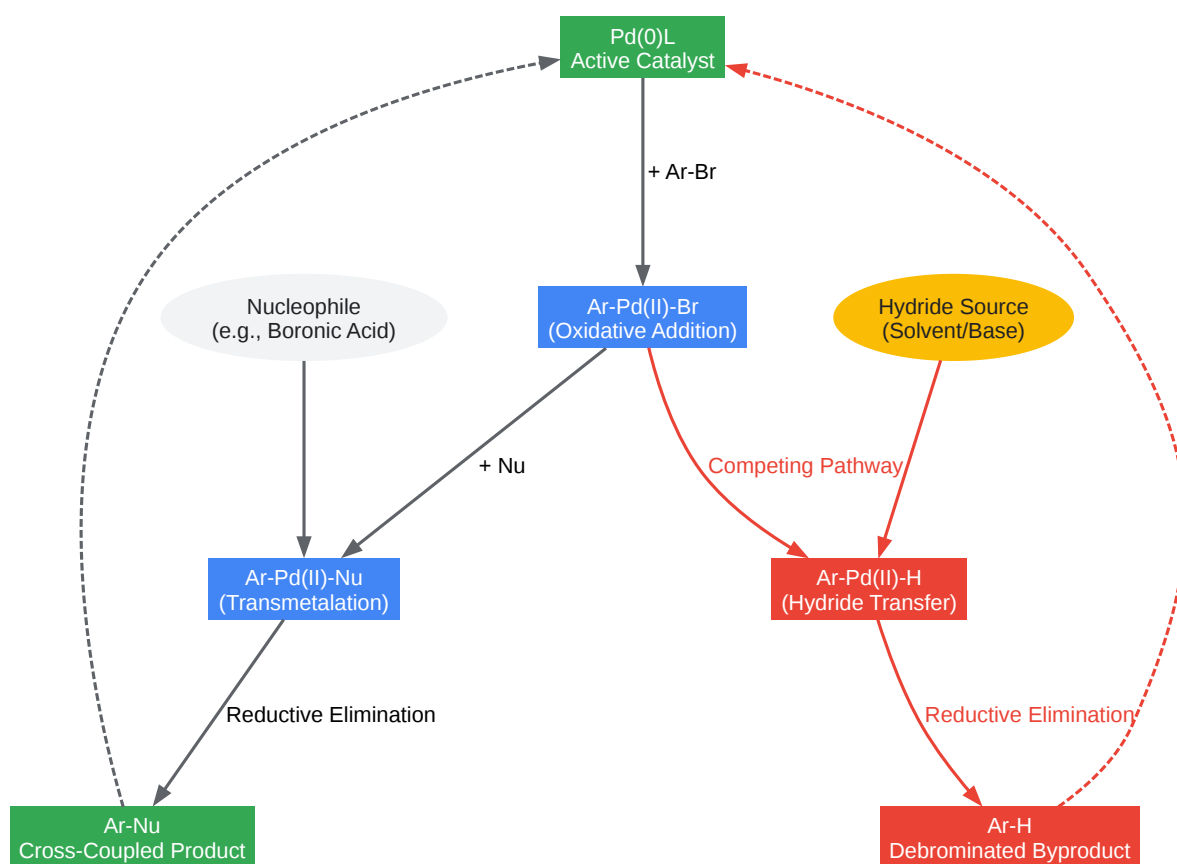 Pd(0)L
Active Catalyst
+ Ar-Br
Nucleophile
(e.g., Boronic Acid)
Ar-Pd(II)-Br
(Oxidative Addition)
Hydride Source
(Solvent/Base)
+ Nu
Competing Pathway
Ar-Pd(II)-Nu
(Transmetalation)
Ar-Pd(II)-H
(Hydride Transfer)
Reductive Elimination
Reductive Elimination
Ar-Nu
Cross-Coupled Product
Ar-H
Debrominated Byproduct